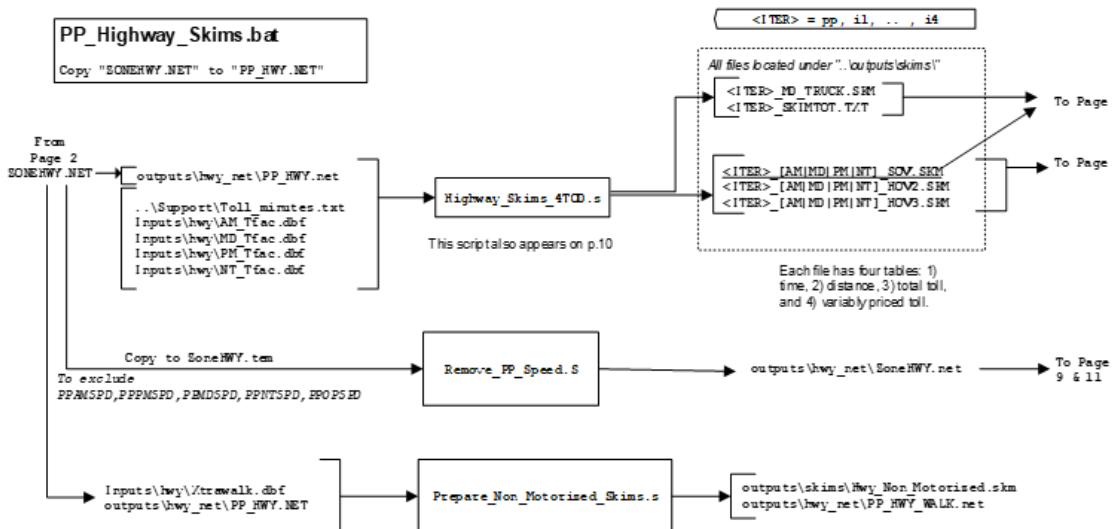 PP_Highway_Skims.bat
Copy "SONEHWY.NET" to "PP_HWY.NET"
<ITER> = pp, i1, .. , i4
All files located under "..\outputs\skims\"
<ITER>_MD_TRUCK.SKM
<ITER>_SKIMTOT.TXT
To Page
From
Page 2
SONEHWY.NET
outputs\hwy_net\PP_HWY.net
<ITER>_[AM|MD|PM|NT]_SOV.SKM
<ITER>_[AM|MD|PM|NT]_HOV2.SKM
<ITER>_[AM|MD|PM|NT]_HOV3.SKM
To Page
..\Support\Toll_minutes.txt
Inputs\hwy\AM_Tfac.dbf
Inputs\hwy\MD_Tfac.dbf
Inputs\hwy\PM_Tfac.dbf
Inputs\hwy\NT_Tfac.dbf
Highway_Skims_4TOD.s
This script also appears on p.10
Each file has four tables: 1)
time, 2) distance, 3) total toll,
and 4) variably priced toll.
Copy to SoneHWY.tem
To exclude
PPAMSPD,PPPMSPD,PPMDSPD,PPNTSPD,PPOPSPD
Remove_PP_Speed.S
outputs\hwy_net\SoneHWY.net
To Page
9 & 11
Inputs\hwy\Xtrawalk.dbf
outputs\hwy_net\PP_HWY.NET
Prepare_Non_Motorised_Skims.s
outputs\skims\Hwy_Non_Motorised.skm
outputs\hwy_net\PP_HWY_WALK.net